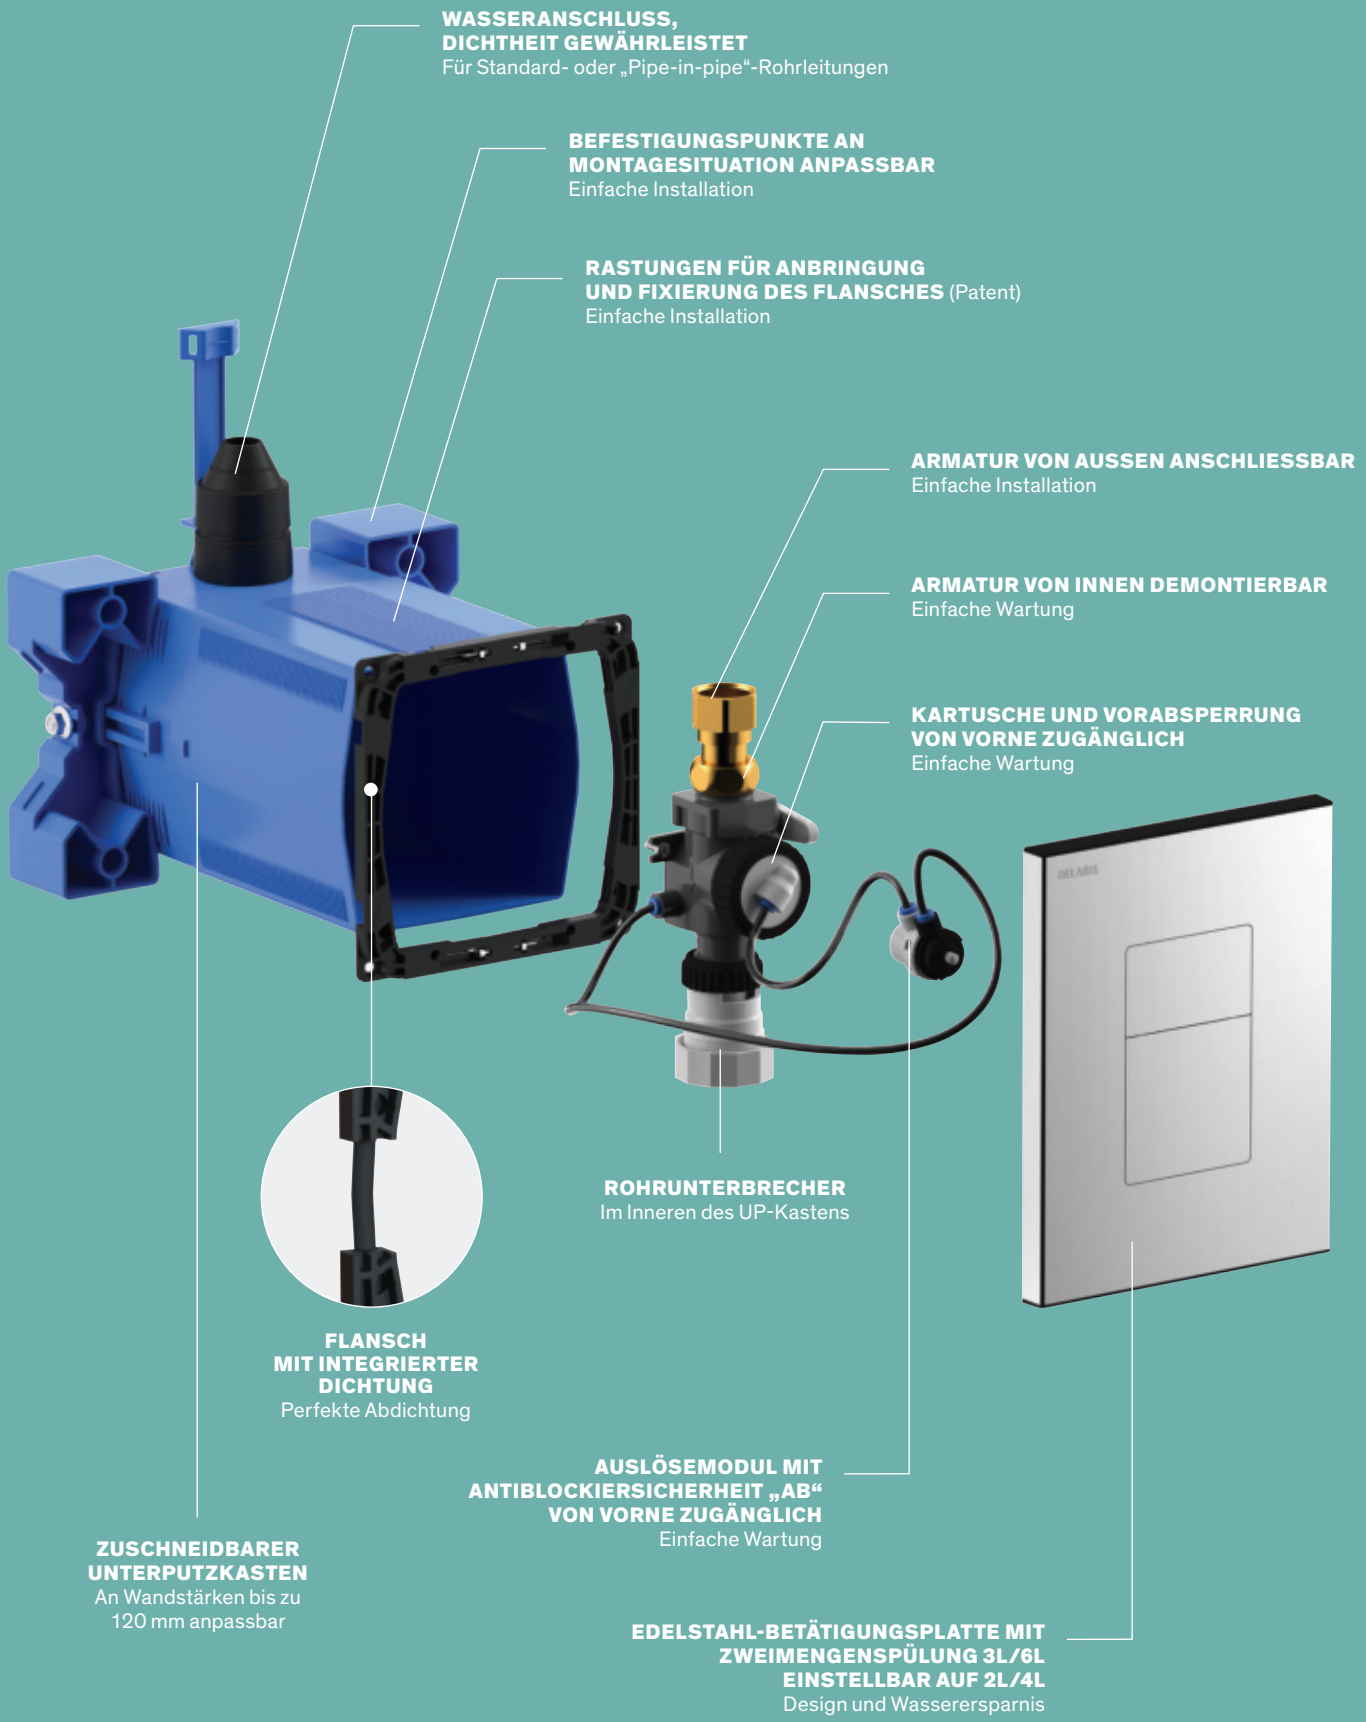 WASSERANSCHLUSS,
DICHTHEIT GEWÄHRLEISTET
Für Standard- oder „Pipe-in-pipe“-Rohrleitungen
BEFESTIGUNGSPUNKTE AN
MONTAGESITUATION ANPASSBAR
Einfache Installation
RASTUNGEN FÜR ANBRINGUNG
UND FIXIERUNG DES FLANSCHES (Patent)
Einfache Installation
ARMATUR VON AUSSEN ANSCHLIESSBAR
Einfache Installation
ARMATUR VON INNEN DEMONTIERBAR
Einfache Wartung
KARTUSCHE UND VORABSPERRUNG
VON VORNE ZUGÄNGLICH
Einfache Wartung
DELABIE
ROHRUNTERBRECHER
Im Inneren des UP-Kastens
FLANSCH
MIT INTEGRIERTER
DICHTUNG
Perfekte Abdichtung
AUSLÖSEMODUL MIT
ANTIBLOCKIERSICHERHEIT „AB“
VON VORNE ZUGÄNGLICH
Einfache Wartung
ZUSCHNEIDBARER
UNTERPUTZKASTEN
An Wandstärken bis zu
120 mm anpassbar
EDELSTAHL-BETÄTIGUNGSPLATTE MIT
ZWEIMENGENSPÜLUNG 3L/6L
EINSTELLBAR AUF 2L/4L
Design und Wasserersparnis